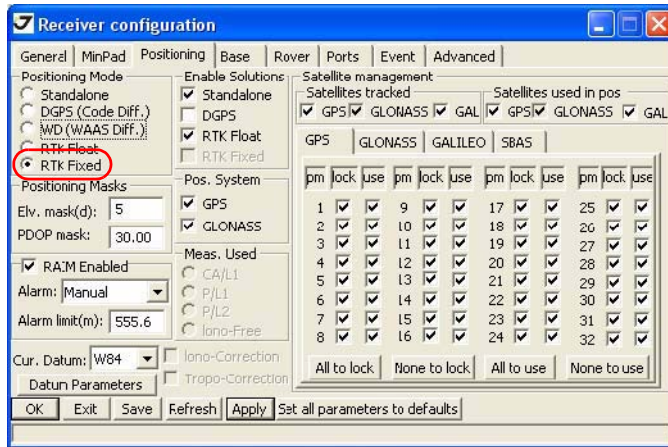 Receiver configuration
General MinPad Positioning Base Rover Ports Event Advanced
Positioning Mode
Standalone
DGPS (Code Diff.)
WD (WAAS Diff.)
RTK Float
RTK Fixed
Enable Solutions
Standalone
DGPS
RTK Float
RTK Fixed
Positioning Masks
Elv. mask(d): 5
PDOP mask: 30.00
Pos. System
GPS
GLONASS
RAIM Enabled
Alarm: Manual
Alarm limit(m): 555.6
Meas. Used
CA/L1
P/L1
P/L2
Iono-Free
Cur. Datum: W84
Datun Parameters
Iono-Correction
Tropo-Correction
Satellite management
Satellites tracked
GPS GLONASS GAL
Satellites used in pos
GPS GLONASS GAL
GPS GLONASS GALILEO SBAS
prn lock use prn lock use prn lock use prn lock use
1 9 17 25
2 10 18 26
3 11 19 27
4 12 20 28
5 13 21 29
6 14 22 30
7 15 23 31
8 16 24 32
All to lock None to lock All to use None to use
OK Exit Save Refresh Apply Set all parameters to defaults